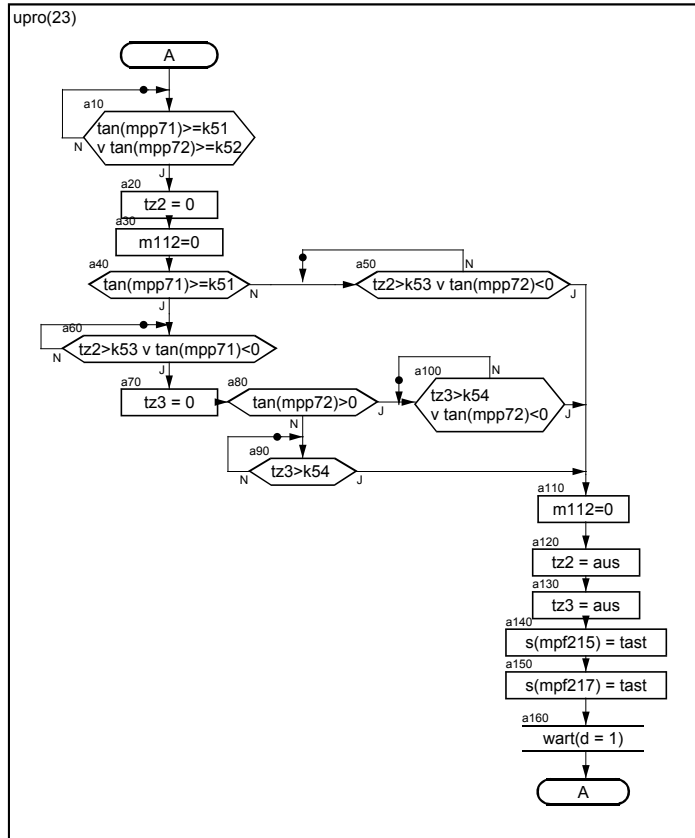 upro(23)
A
a10
tan(mpp71)>=k51
v tan(mpp72)>=k52
N
J
a20
tz2 = 0
a30
m112=0
a40
tan(mpp71)>=k51
N
J
a50
tz2>k53 v tan(mpp72)<0
N
J
a60
tz2>k53 v tan(mpp71)<0
N
J
a70
tz3 = 0
a80
tan(mpp72)>0
J
N
a100
tz3>k54
v tan(mpp72)<0
N
J
a90
tz3>k54
N
J
a110
m112=0
a120
tz2 = aus
a130
tz3 = aus
a140
s(mpf215) = tast
a150
s(mpf217) = tast
a160
wart(d = 1)
A